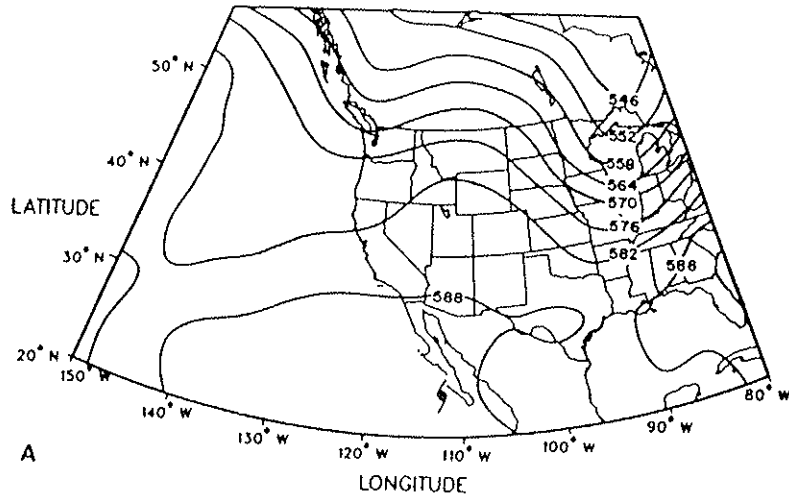 50° N
40° N
LATITUDE
30° N
20° N
150° W
140° W
130° W
120° W
110° W
100° W
90° W
80° W
546
552
558
564
570
576
582
588
588
A
LONGITUDE